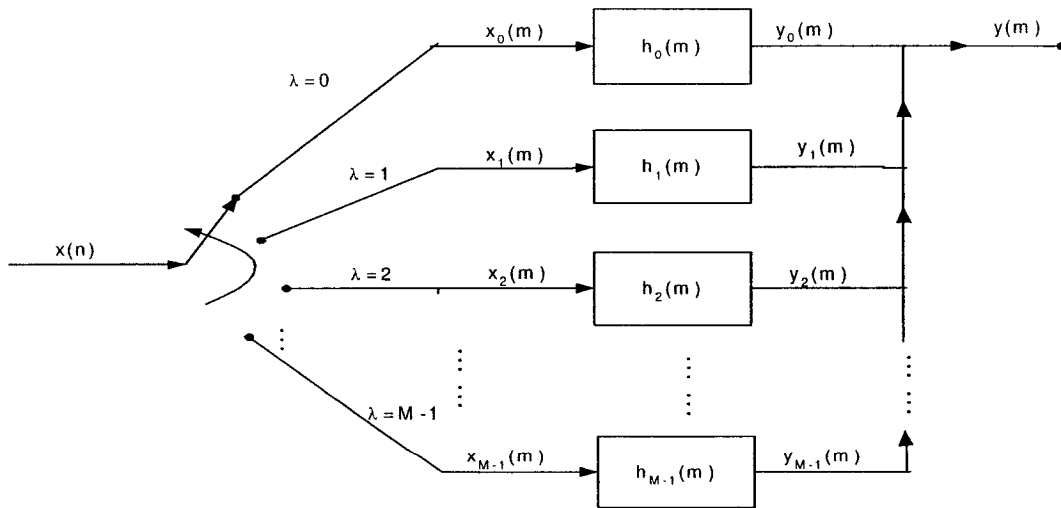 x₀(m)
h₀(m)
y₀(m)
y(m)
λ = 0
x₁(m)
h₁(m)
y₁(m)
λ = 1
x(n)
λ = 2
x₂(m)
h₂(m)
y₂(m)
λ = M - 1
x_{M-1}(m)
h_{M-1}(m)
y_{M-1}(m)